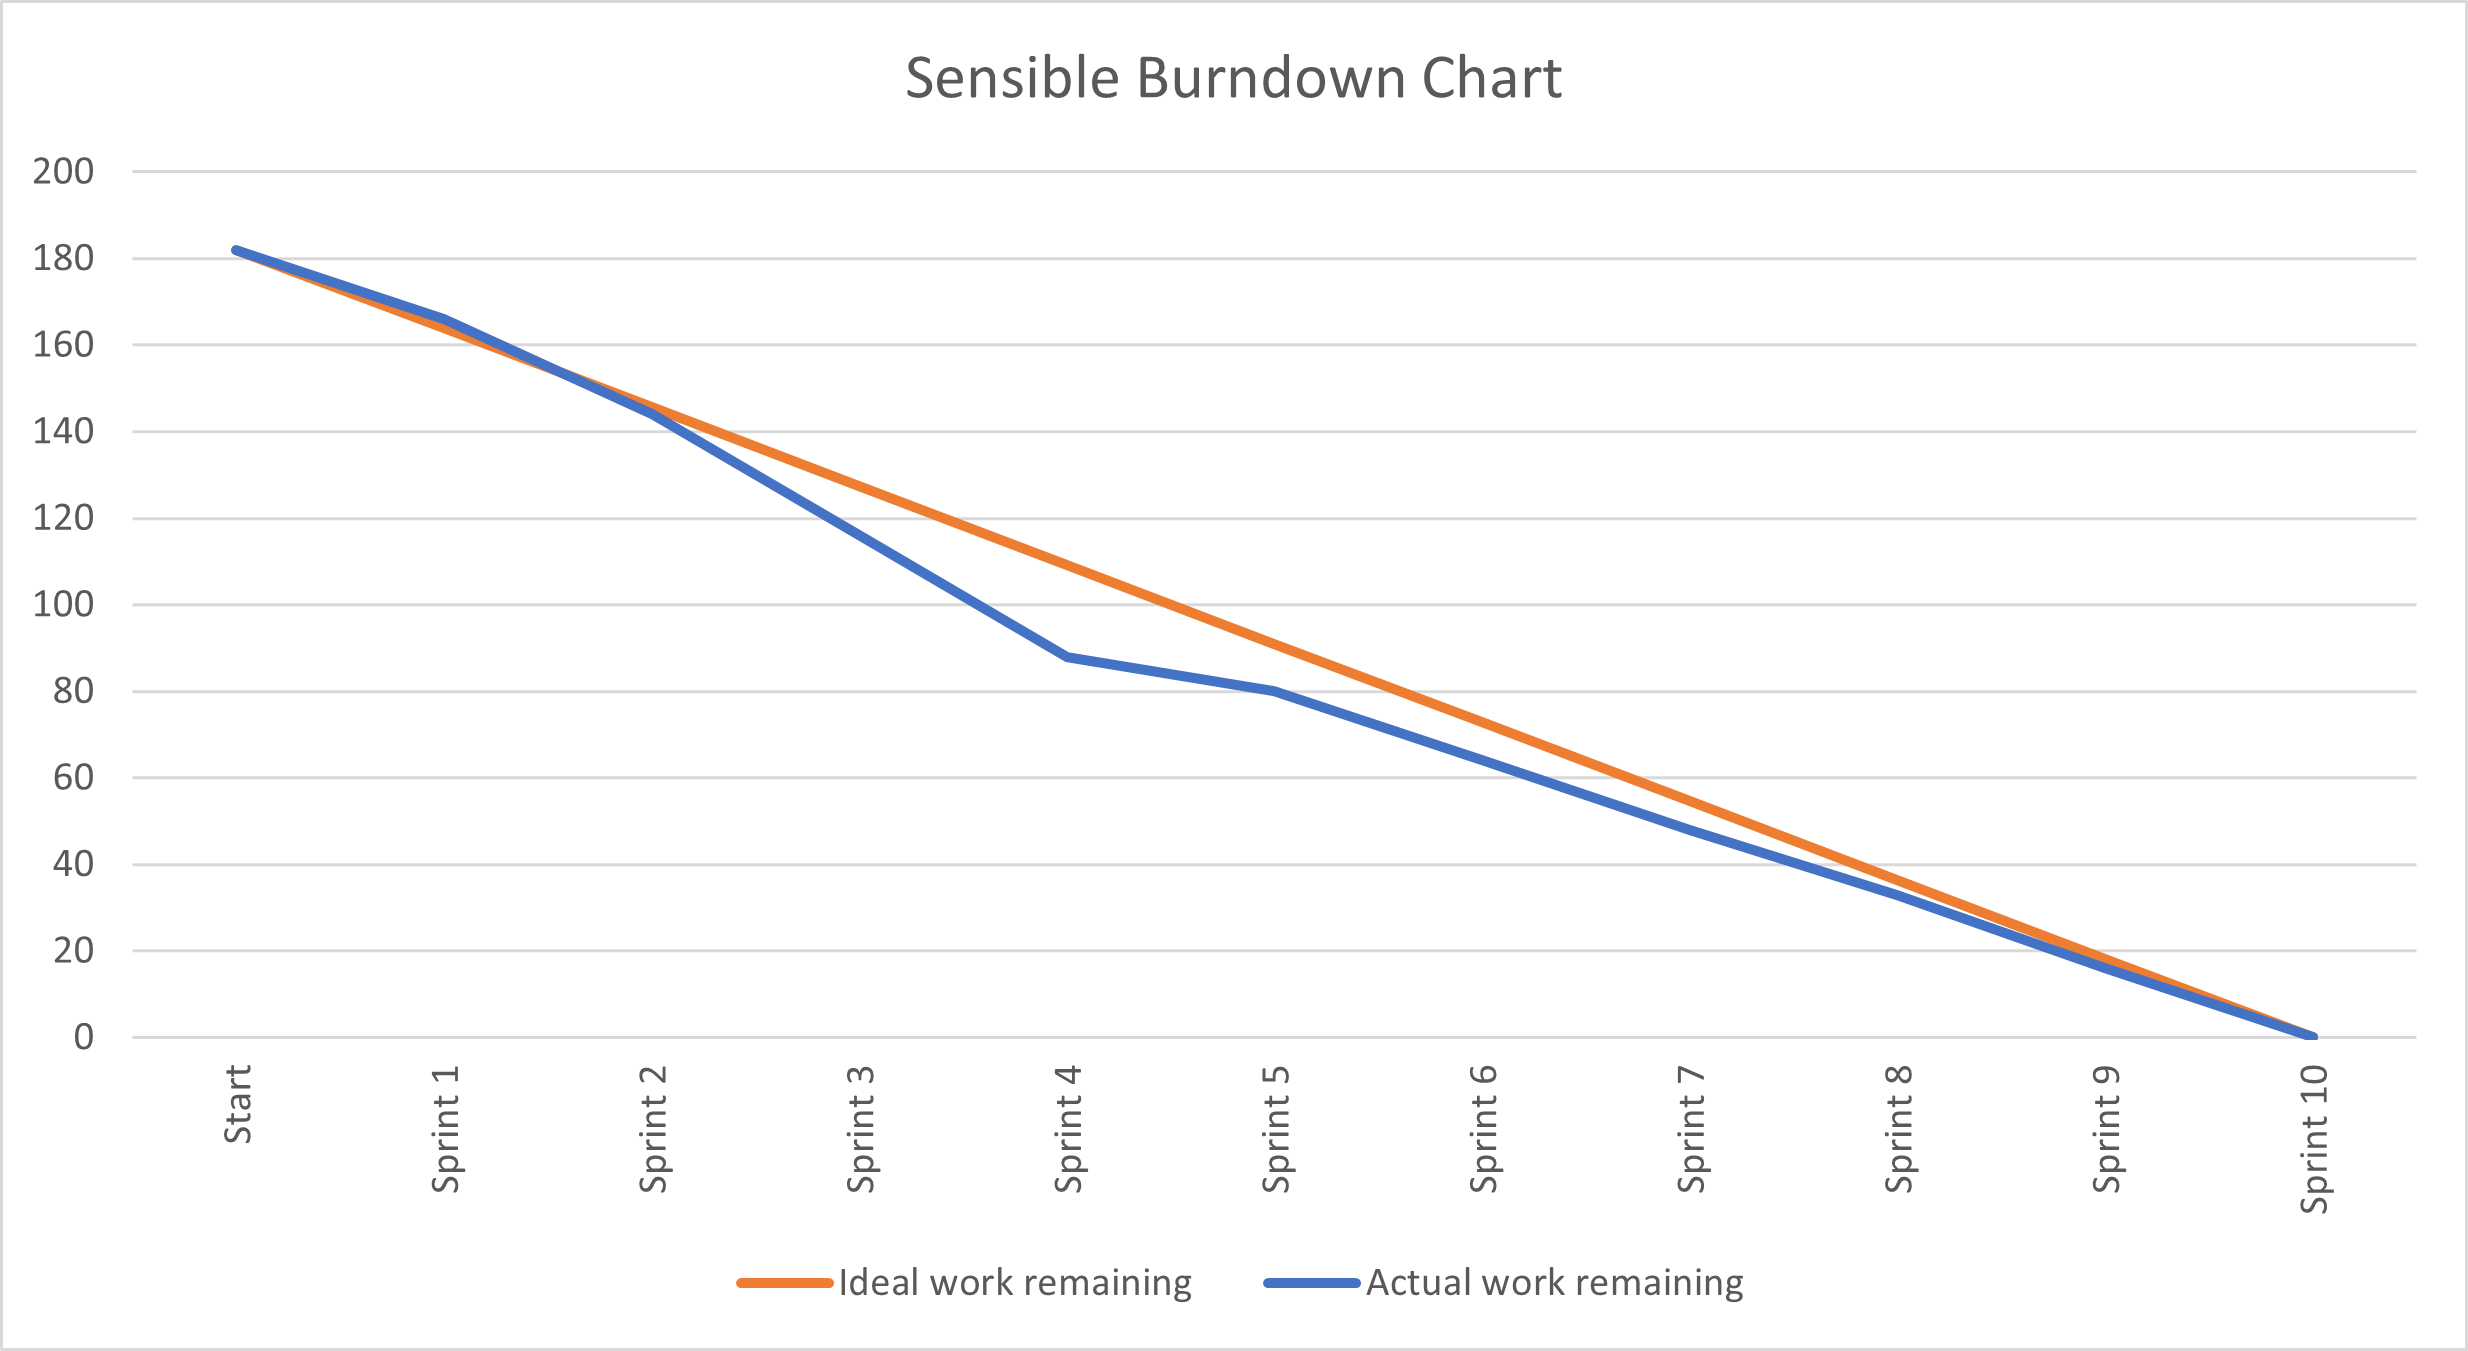 Sensible Burndown Chart
200
180
160
140
120
100
80
60
40
20
0
Start
Sprint 1
Sprint 2
Sprint 3
Sprint 4
Sprint 5
Sprint 6
Sprint 7
Sprint 8
Sprint 9
Sprint 10
Ideal work remaining
Actual work remaining